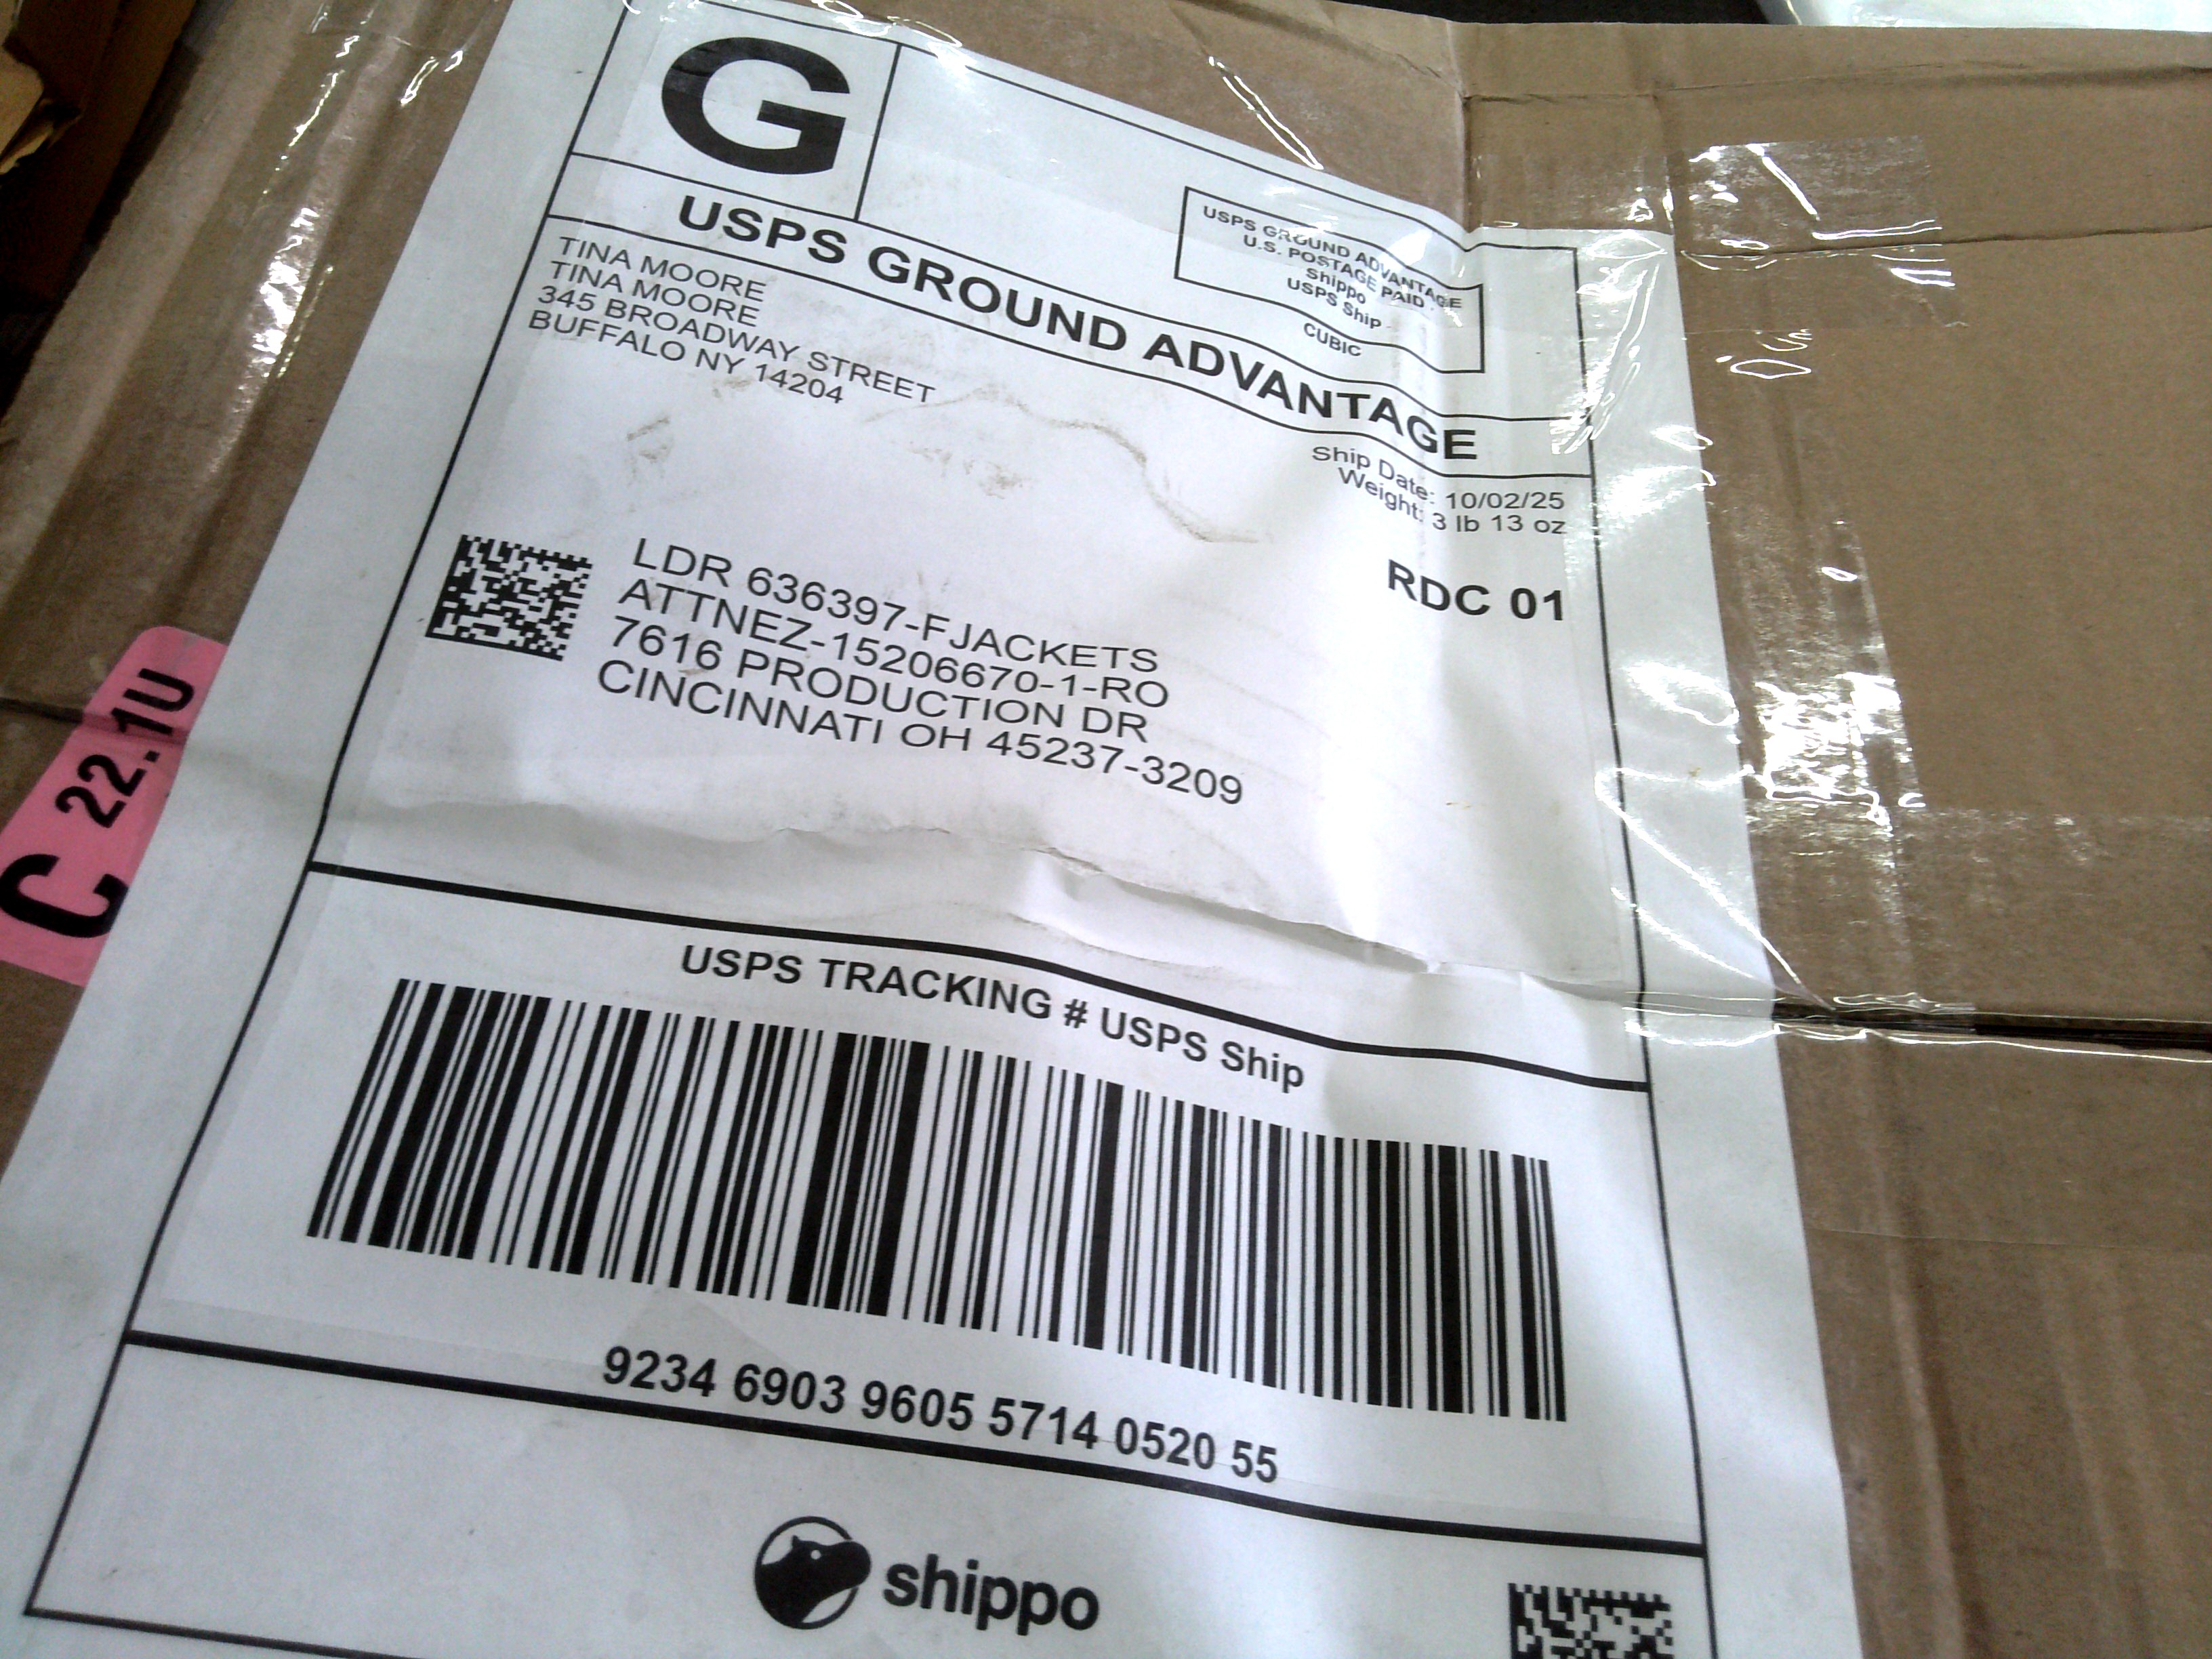 G
USPS GROUND ADVANTAGE
U.S. POSTAGE PAID
Shippo
USPS Ship
CUBIC
USPS GROUND ADVANTAGE
TINA MOORE
TINA MOORE
345 BROADWAY STREET
BUFFALO NY 14204
Ship Date: 10/02/25
Weight: 3 lb 13 oz
RDC 01
LDR 636397-FJACKETS
ATTNEZ-15206670-1-RO
7616 PRODUCTION DR
CINCINNATI OH 45237-3209
C 22.1U
USPS TRACKING # USPS Ship
9234 6903 9605 5714 0520 55
shippo